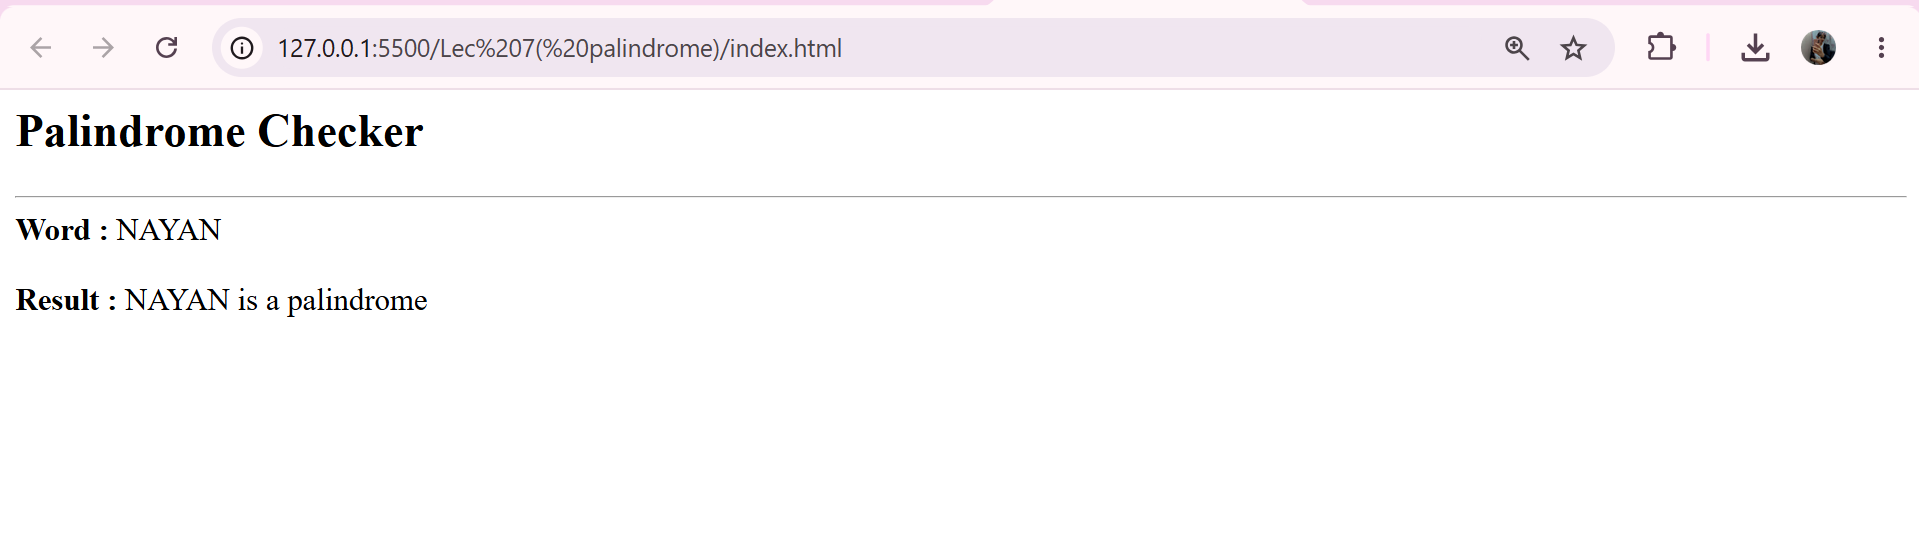 127.0.0.1:5500/Lec%207(%20palindrome)/index.html
Palindrome Checker
Word : NAYAN
Result : NAYAN is a palindrome